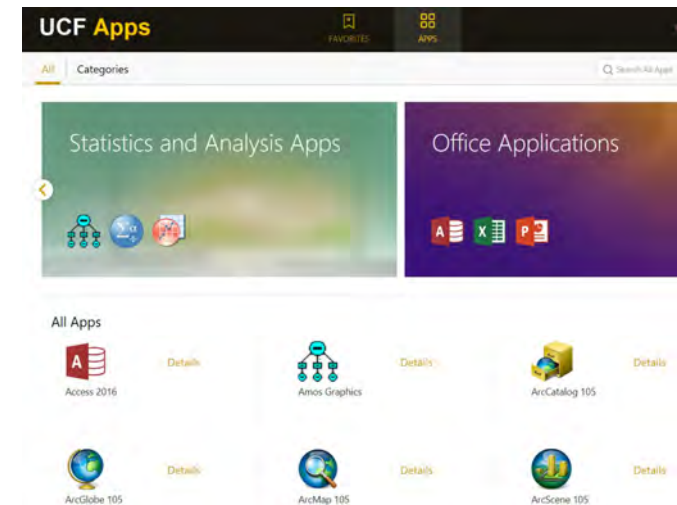 UCF Apps
FAVORITES
APPS
All
Categories
Search All Apps
Statistics and Analysis Apps
Office Applications
All Apps
Details
Details
Details
Access 2016
Amos Graphics
ArcCatalog 105
Details
Details
Details
ArcGlobe 105
ArcMap 105
ArcScene 105